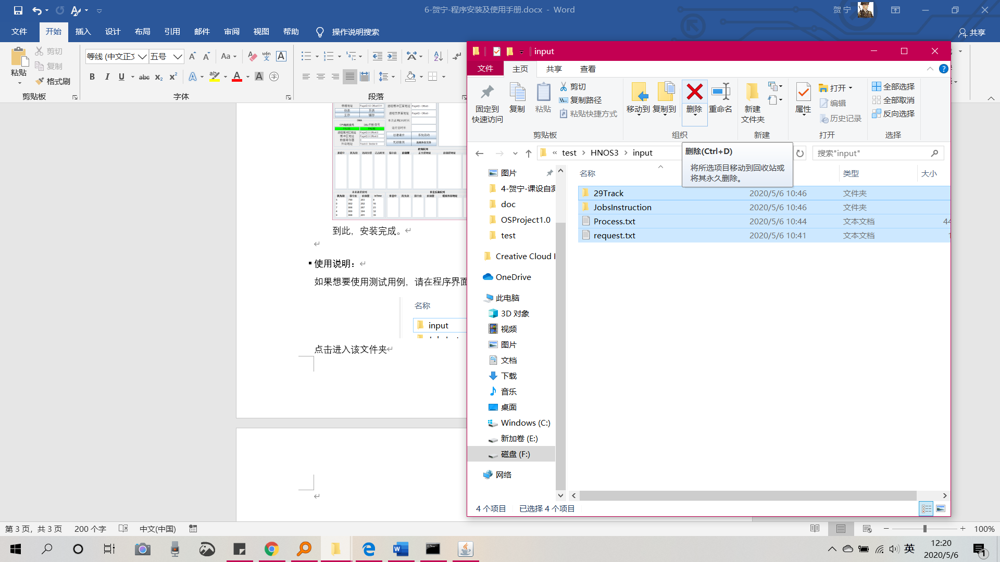 6-贺宁-程序安装及使用手册.docx - Word
贺 宁
文件 开始 插入 设计 布局 引用 邮件 审阅 视图 帮助 操作说明搜索
共享
粘贴
剪切
复制
格式刷
剪贴板
等线 (中文正文 五号
字体
段落
到此，安装完成。
使用说明：
如果想要使用测试用例，请在程序界面
名称
input
点击进入该文件夹
input
文件 主页 共享 查看
固定到快速访问
复制
粘贴
剪切
复制路径
粘贴快捷方式
剪贴板
移动到 复制到 删除 重命名
组织
新建文件夹
新建
属性
打开
编辑
历史记录
打开
全部选择
全部取消
反向选择
选择
« test › HNOS3 › input
搜索"input"
删除(Ctrl+D)
将所选项目移动到回收站或
将其永久删除。
名称 类型 大小
29Track 2020/5/6 10:46 文件夹
JobsInstruction 2020/5/6 10:46 文件夹
Process.txt 2020/5/6 10:44 文本文档 44
request.txt 2020/5/6 10:41 文本文档 1
图片
4-贺宁-课设自测
doc
OSProject1.0
test
Creative Cloud
OneDrive
此电脑
3D 对象
视频
图片
文档
下载
音乐
桌面
Windows (C:)
新加卷 (E:)
磁盘 (F:)
网络
4 个项目 已选择 4 个项目
第 3 页，共 3 页 200 个字 中文(中国)
100%
英
12:20
2020/5/6
1